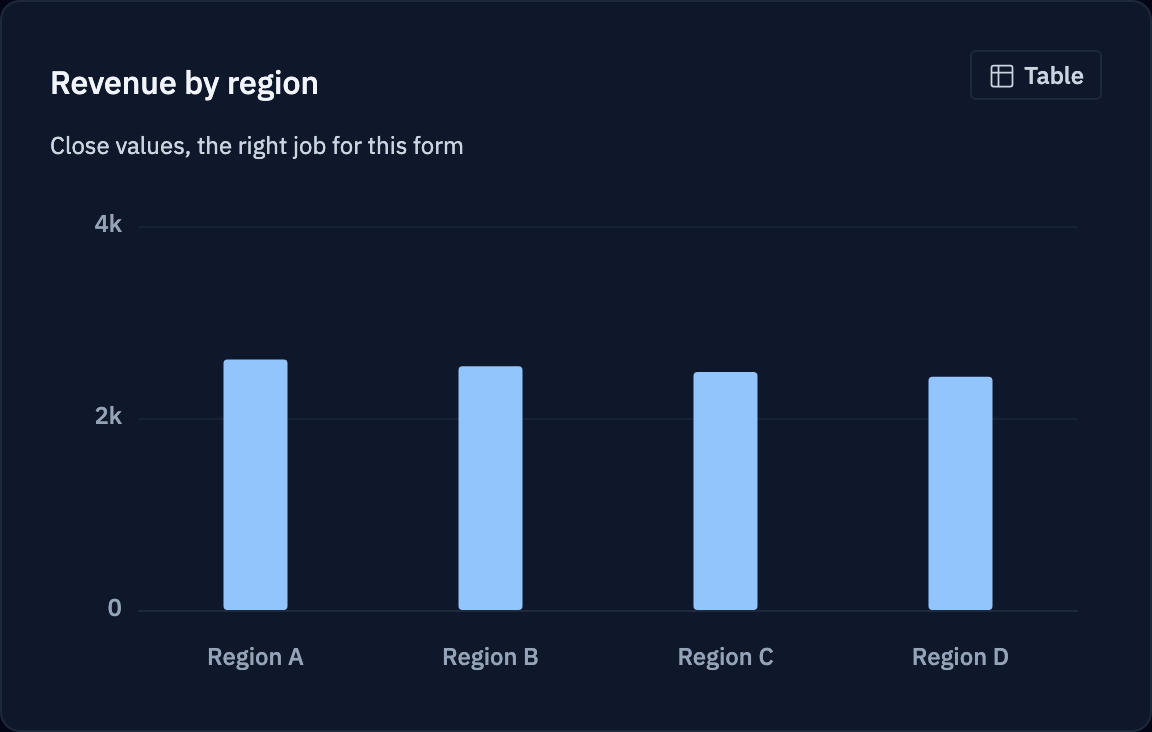 Revenue by region
Table
Close values, the right job for this form
4k
2k
0
Region A
Region B
Region C
Region D